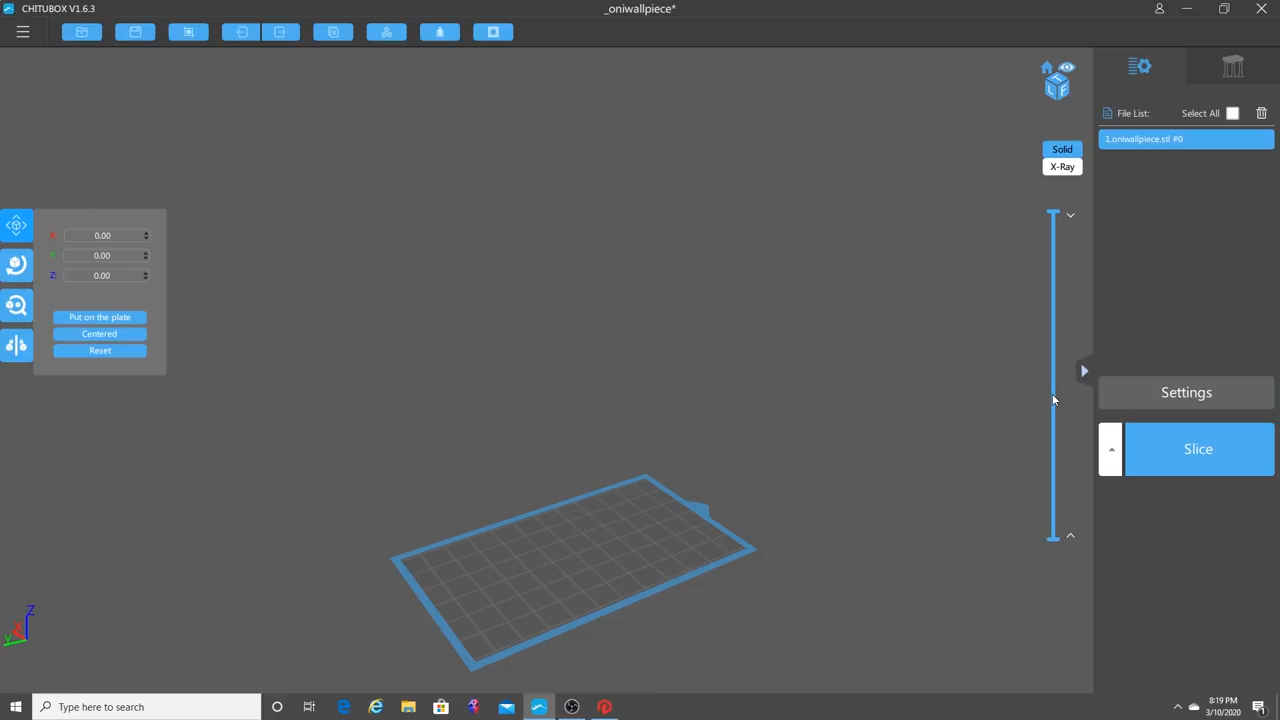 CHITUBOX V1.6.3
_oniwallpiece*
File List:
Select All
1.oniwallpiece.stl #0
Solid
X-Ray
X: 0.00
Y: 0.00
Z: 0.00
Put on the plate
Centered
Reset
Settings
Slice
T
L F
Z
Y X
Type here to search
8:19 PM
3/10/2020
1